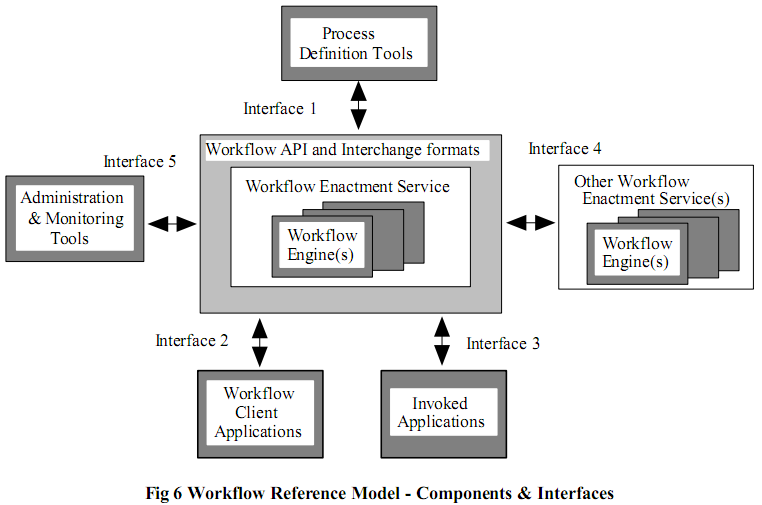 Process
Definition Tools
Interface 1
Workflow API and Interchange formats
Interface 5
Interface 4
Workflow Enactment Service
Workflow
Engine(s)
Administration
& Monitoring
Tools
Other Workflow
Enactment Service(s)
Workflow
Engine(s)
Interface 2
Interface 3
Workflow
Client
Applications
Invoked
Applications
Fig 6 Workflow Reference Model - Components & Interfaces